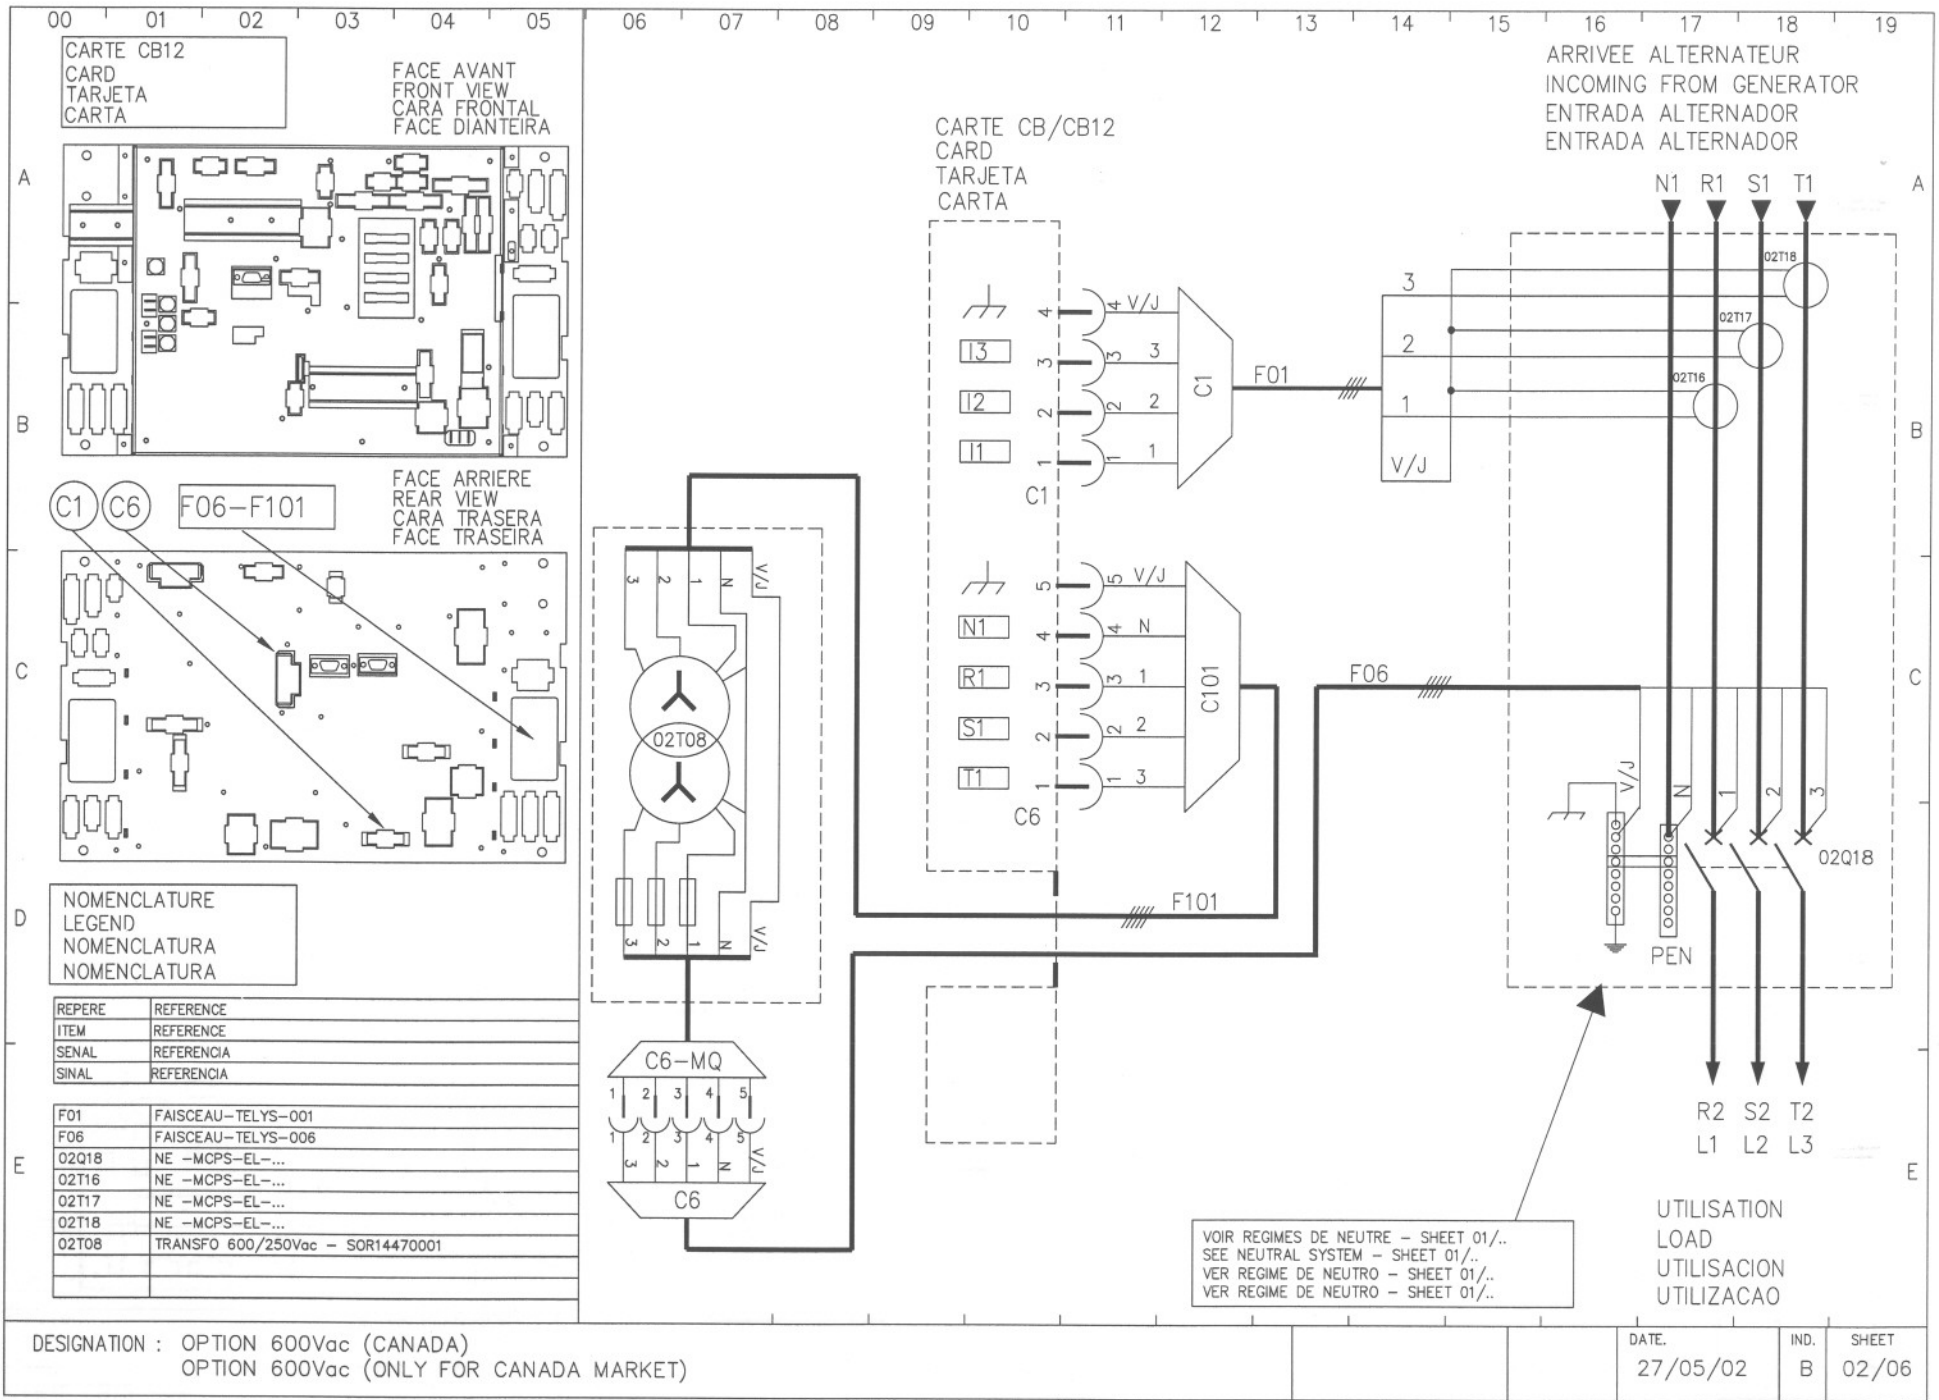 00 01 02 03 04 05 06 07 08 09 10 11 12 13 14 15 16 17 18 19
CARTE CB12
CARD
TARJETA
CARTA
FACE AVANT
FRONT VIEW
CARA FRONTAL
FACE DIANTEIRA
A
B
C
D
E
FACE ARRIERE
REAR VIEW
CARA TRASERA
FACE TRASEIRA
C1
C6
F06-F101
NOMENCLATURE
LEGEND
NOMENCLATURA
NOMENCLATURA
REPERE REFERENCE
ITEM REFERENCE
SENAL REFERENCIA
SINAL REFERENCIA
F01 FAISCEAU-TELYS-001
F06 FAISCEAU-TELYS-006
02Q18 NE -MCPS-EL-...
02T16 NE -MCPS-EL-...
02T17 NE -MCPS-EL-...
02T18 NE -MCPS-EL-...
02T08 TRANSFO 600/250Vac - SOR14470001
3 2 1 N V/J
02T08
3 2 1 N V/J
C6-MQ
1 2 3 4 5
1 2 3 4 5
3 2 1 N V/J
C6
CARTE CB/CB12
CARD
TARJETA
CARTA
4 4 V/J
I3 3 3 3
I2 2 2 2
I1 1 1 1
C1
C1
F01
5 5 V/J
N1 4 4 N
R1 3 3 1
S1 2 2 2
T1 1 1 3
C6
C101
F101
F06
ARRIVEE ALTERNATEUR
INCOMING FROM GENERATOR
ENTRADA ALTERNADOR
ENTRADA ALTERNADOR
N1 R1 S1 T1
3
02T18
2
02T17
1
02T16
V/J
V/J N 1 2 3
02Q18
PEN
R2 S2 T2
L1 L2 L3
UTILISATION
LOAD
UTILISACION
UTILIZACAO
A
B
C
E
VOIR REGIMES DE NEUTRE - SHEET 01/..
SEE NEUTRAL SYSTEM - SHEET 01/..
VER REGIME DE NEUTRO - SHEET 01/..
VER REGIME DE NEUTRO - SHEET 01/..
DESIGNATION : OPTION 600Vac (CANADA)
OPTION 600Vac (ONLY FOR CANADA MARKET)
DATE.
27/05/02
IND.
B
SHEET
02/06